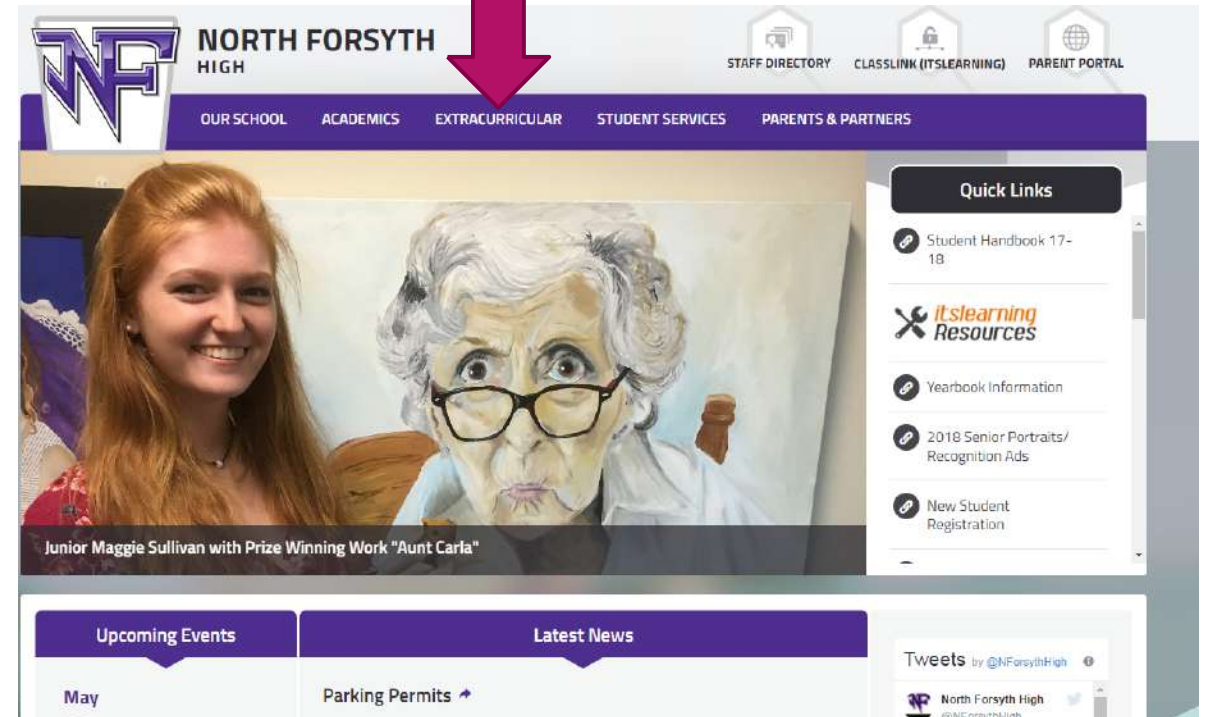 NF
NORTH FORSYTH
HIGH
STAFF DIRECTORY
CLASSLINK (ITSLEARNING)
PARENT PORTAL
OUR SCHOOL
ACADEMICS
EXTRACURRICULAR
STUDENT SERVICES
PARENTS & PARTNERS
Junior Maggie Sullivan with Prize Winning Work "Aunt Carla"
Quick Links
Student Handbook 17-
18
itslearning
Resources
Yearbook Information
2018 Senior Portraits/
Recognition Ads
New Student
Registration
Upcoming Events
May
Latest News
Parking Permits
Tweets by @NForsythHigh
NF
North Forsyth High
@NForsythHigh